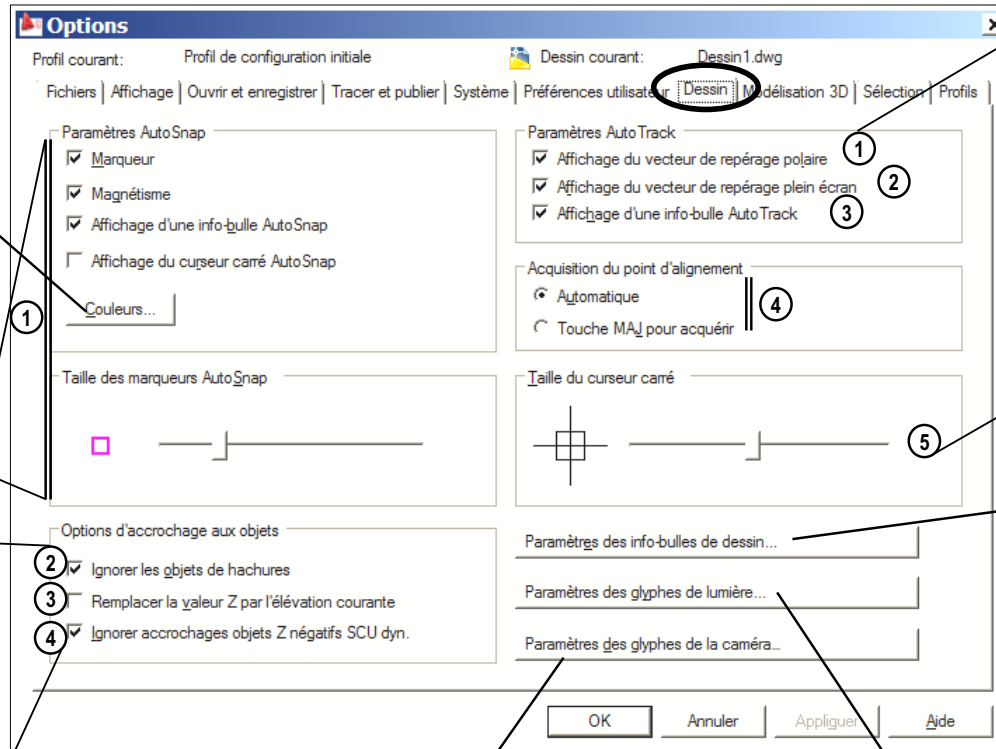 Options
Profil courant: Profil de configuration initiale Dessin courant: Dessin1.dwg
Fichiers Affichage Ouvrir et enregistrer Tracer et publier Système Préférences utilisateur Dessin Modélisation 3D Sélection Profils
Paramètres AutoSnap
Marqueur
Magnétisme
Affichage d'une info-bulle AutoSnap
Affichage du curseur carré AutoSnap
Couleurs...
1
Taille des marqueurs AutoSnap
Options d'accrochage aux objets
2 Ignorer les objets de hachures
3 Remplacer la valeur Z par l'élévation courante
4 Ignorer accrochages objets Z négatifs SCU dyn.
Paramètres AutoTrack
Affichage du vecteur de repérage polaire 1
Affichage du vecteur de repérage plein écran 2
Affichage d'une info-bulle AutoTrack 3
Acquisition du point d'alignement
Automatique
4
Touche MAJ pour acquérir
Taille du curseur carré
5
Paramètres des info-bulles de dessin...
Paramètres des glyphes de lumière...
Paramètres des glyphes de la caméra...
OK Annuler Appliquer Aide